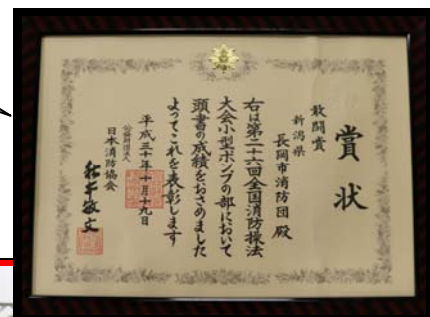 賞状
敢闘賞
新潟県
長岡市消防団殿
右は第二十六回全国消防操法
大会小型ポンプの部において
頭書の成績をおさめました
よってこれを表彰します
平成三十年十月十九日
公益財団法人
日本消防協会
秋本敏文